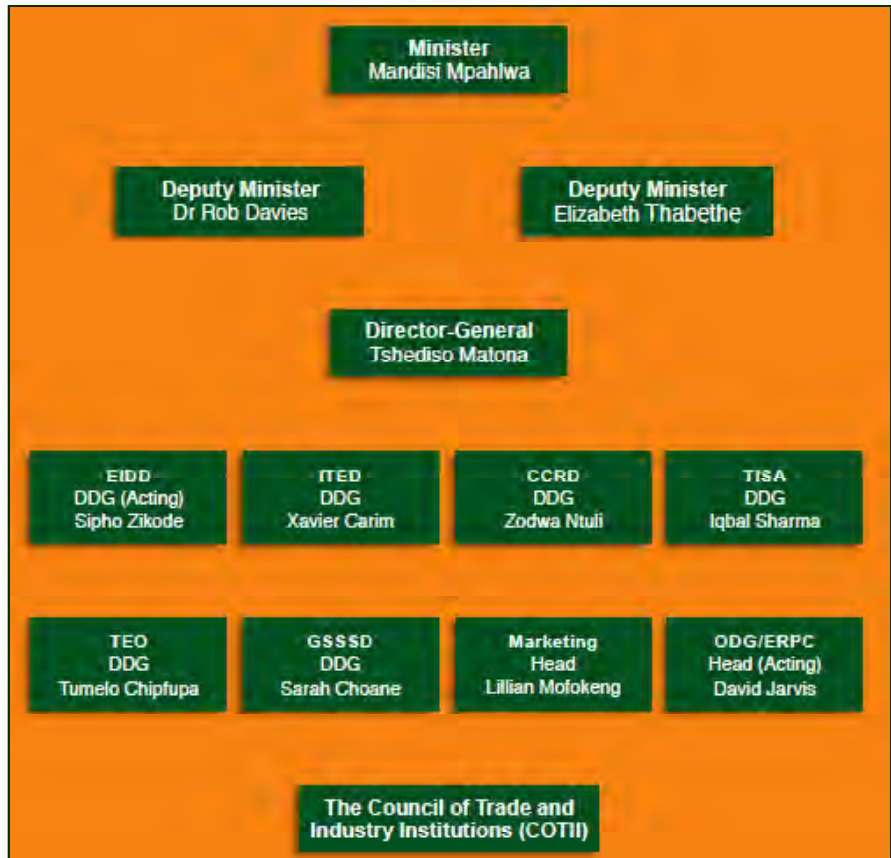 Minister
Mandisi Mpahlwa
Deputy Minister
Dr Rob Davies
Deputy Minister
Elizabeth Thabethe
Director-General
Tshediso Matona
EIDD
DDG (Acting)
Sipho Zikode
ITED
DDG
Xavier Carim
CCRD
DDG
Zodwa Ntuli
TISA
DDG
Iqbal Sharma
TEO
DDG
Tumelo Chipfupa
GSSSD
DDG
Sarah Choane
Marketing
Head
Lillian Mofokeng
ODG/ERPC
Head (Acting)
David Jarvis
The Council of Trade and
Industry Institutions (COTII)